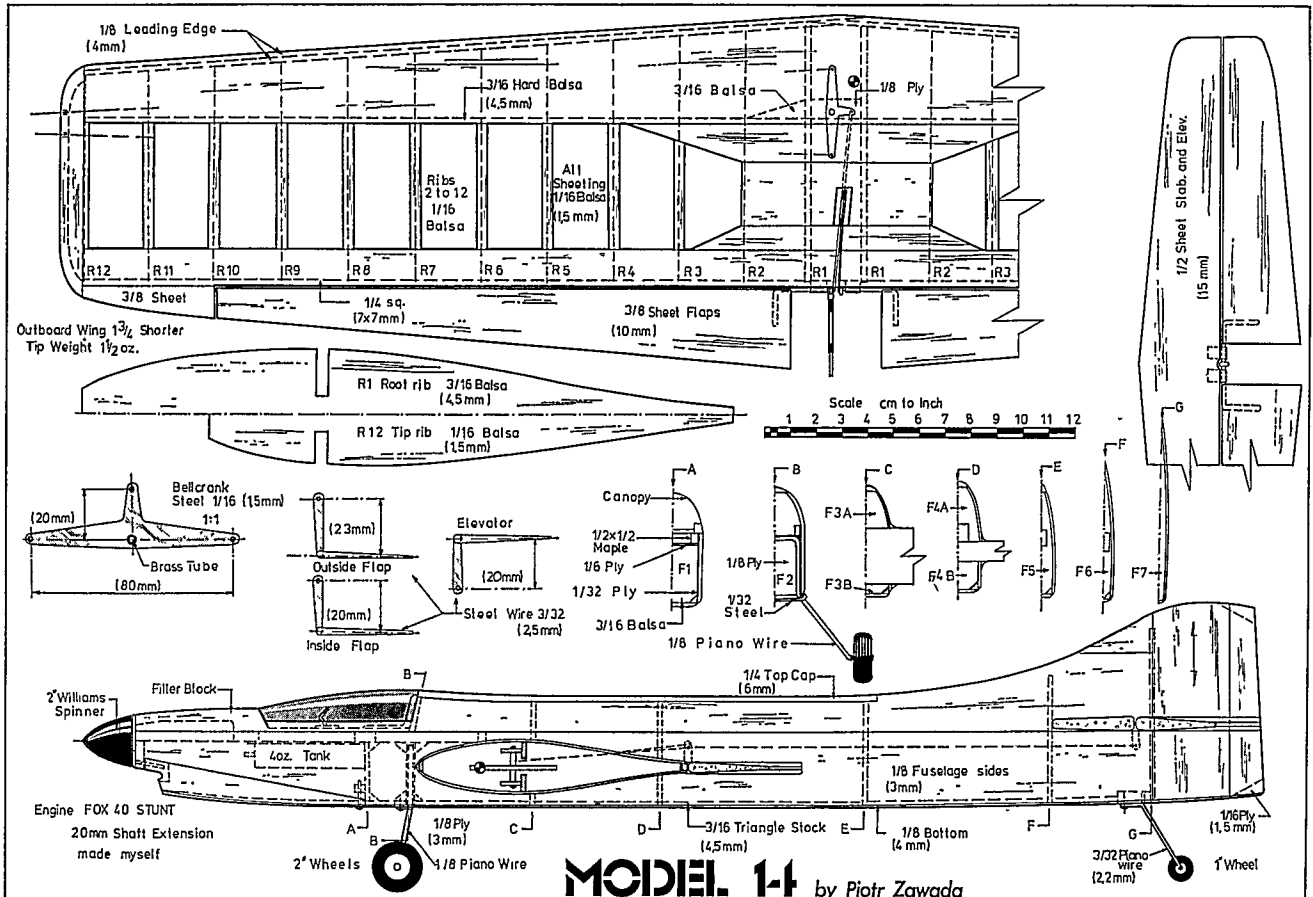 1/8 Leading Edge
(4mm)
3/16 Hard Balsa
(4,5mm)
3/16 Balsa
1/8 Ply
Ribs
2 to 12
1/16
Balsa
All
Sheeting
1/16 Balsa
(1,5 mm)
R12 R11 R10 R9 R8 R7 R6 R5 R4 R3 R2 R1 R1 R2 R3
3/8 Sheet
1/4 sq.
(7x7mm)
3/8 Sheet Flaps
(10mm)
Outboard Wing 1 3/4 Shorter
Tip Weight 1 1/2 oz.
1/2 Sheet Stab. and Elev.
(15 mm)
R1 Root rib 3/16 Balsa
(4,5mm)
R12 Tip rib 1/16 Balsa
(1,5mm)
Scale cm to Inch
1 2 3 4 5 6 7 8 9 10 11 12
Bellcrank
Steel 1/16 (1,5mm)
1:1
(20mm)
Brass Tube
(80mm)
(23mm)
Outside Flap
(20mm)
Inside Flap
Elevator
(20mm)
Steel Wire 3/32
(2,5mm)
A
Canopy
1/2x1/2
Maple
1/6 Ply
F1
1/32 Ply
3/16 Balsa
B
1/8 Ply
F2
1/32
Steel
1/8 Piano Wire
C
F3A
F3B
D
F4A
F4B
E
F5
F
F6
G
F7
2" Williams
Spinner
Filler Block
B
1/4 Top Cap
(6mm)
4oz. Tank
1/8 Fuselage sides
(3mm)
Engine FOX 40 STUNT
20mm Shaft Extension
made myself
A
B
1/8 Ply
(3mm)
1/8 Piano Wire
2" Wheels
C
D
3/16 Triangle Stock
(4,5mm)
E
1/8 Bottom
(4 mm)
F
G
3/32 Piano
wire
(2,2mm)
1/16 Ply
(1,5mm)
1" Wheel
MODEL 14 by Piotr Zawada